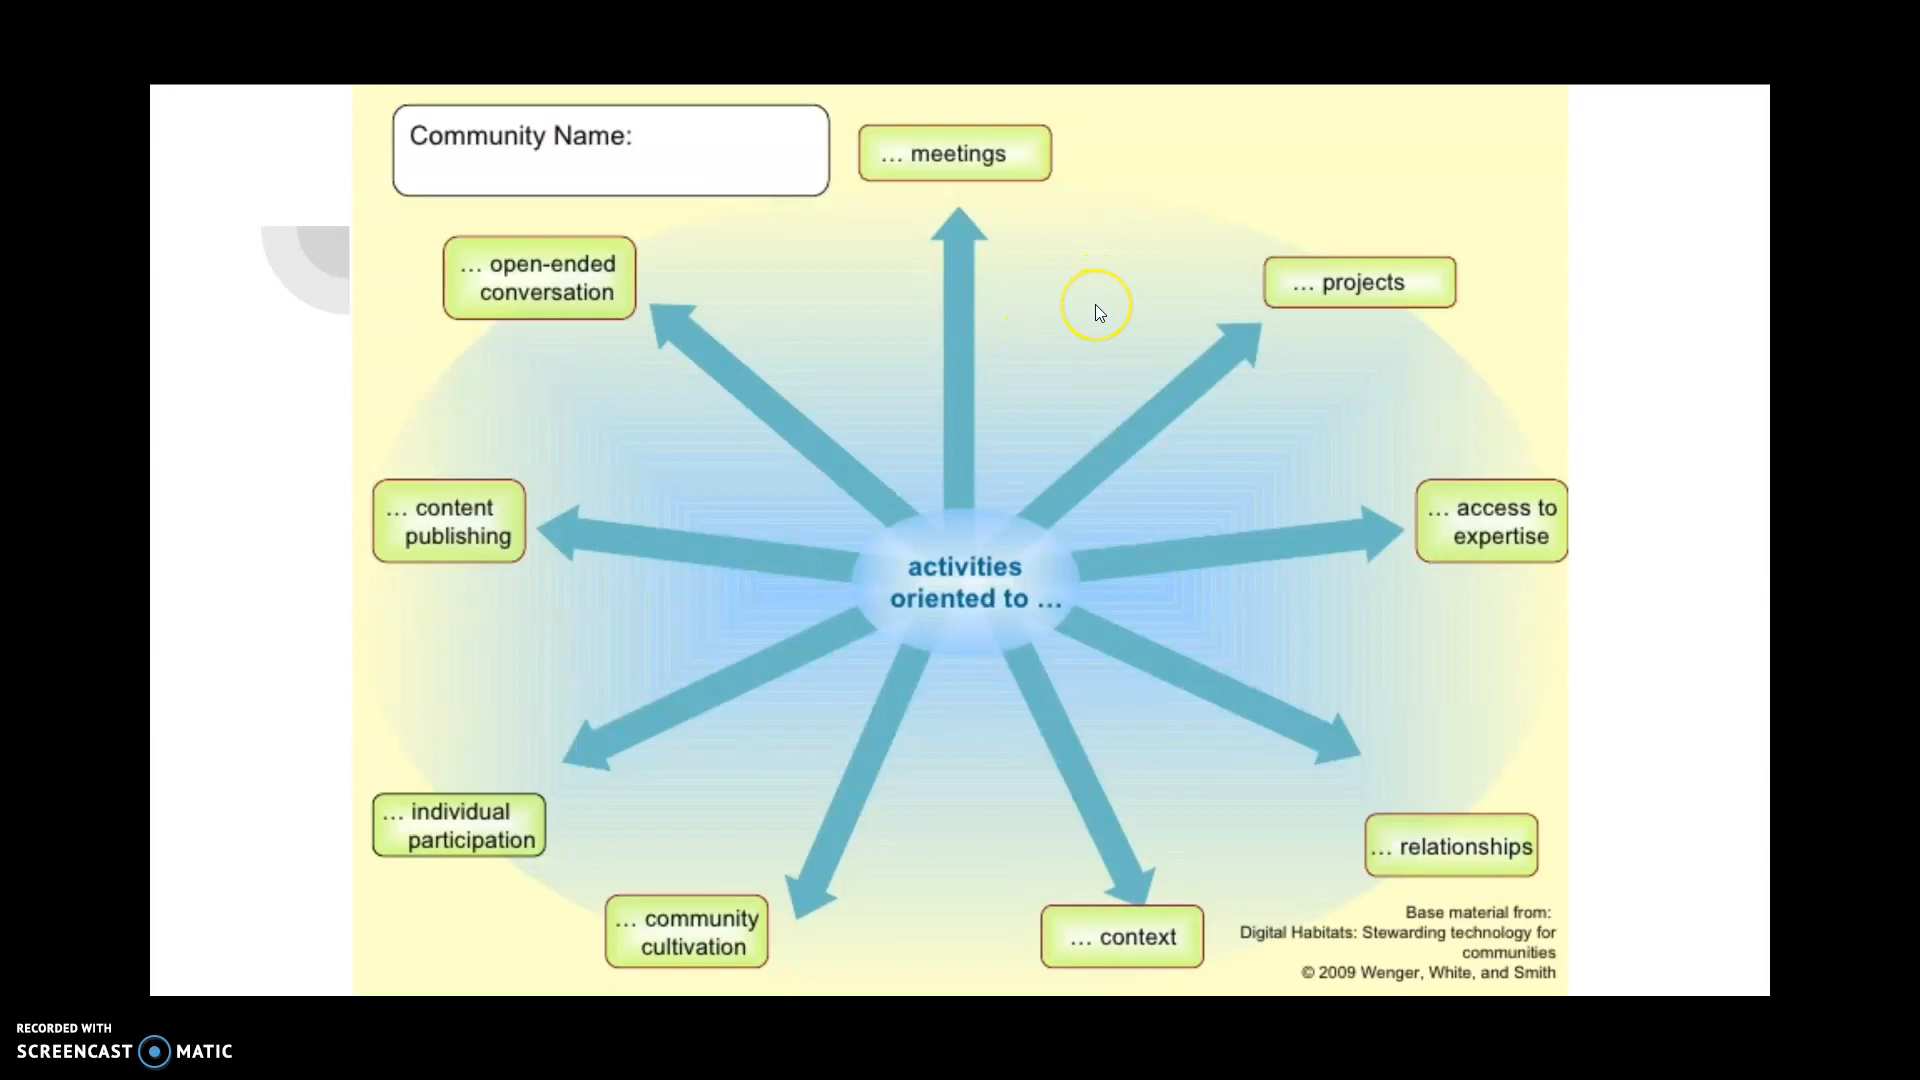 Community Name:
... meetings
... open-ended
conversation
... projects
... content
publishing
... access to
expertise
activities
oriented to ...
... individual
participation
... relationships
... community
cultivation
... context
Base material from:
Digital Habitats: Stewarding technology for
communities
© 2009 Wenger, White, and Smith
RECORDED WITH
SCREENCAST MATIC